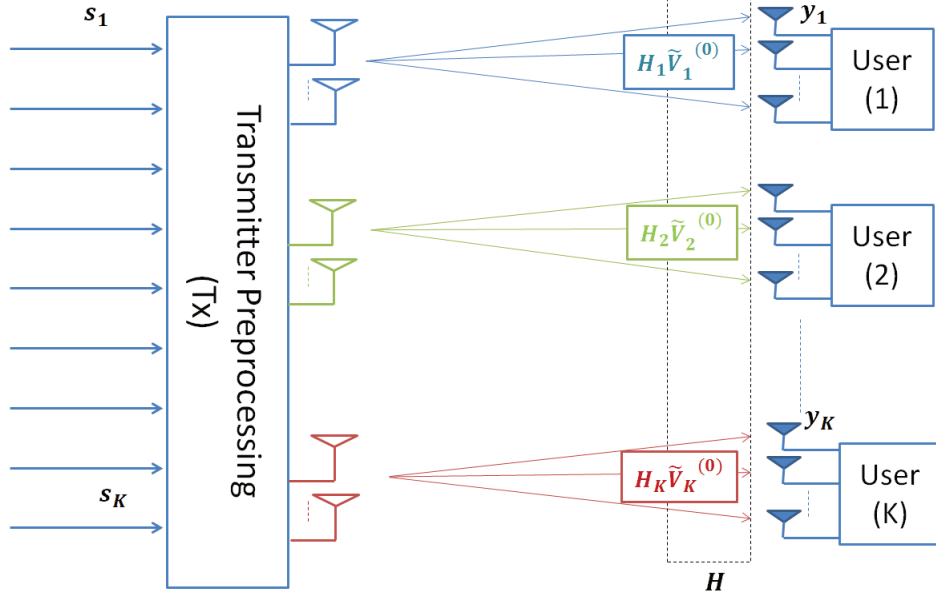 s₁
y₁
Transmitter Preprocessing
(Tx)
H₁Ṽ₁⁽⁰⁾
User
(1)
H₂Ṽ₂⁽⁰⁾
User
(2)
y_K
s_K
H_KṼ_K⁽⁰⁾
User
(K)
H